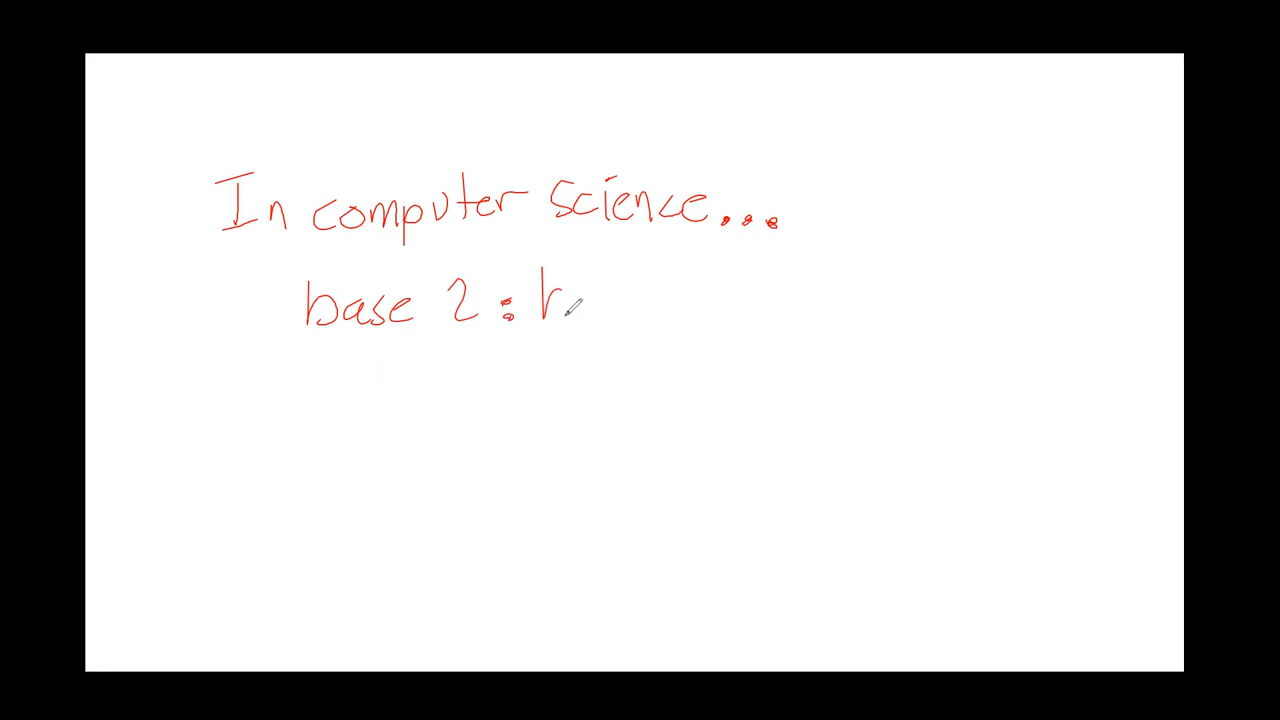 In computer science...
base 2 :